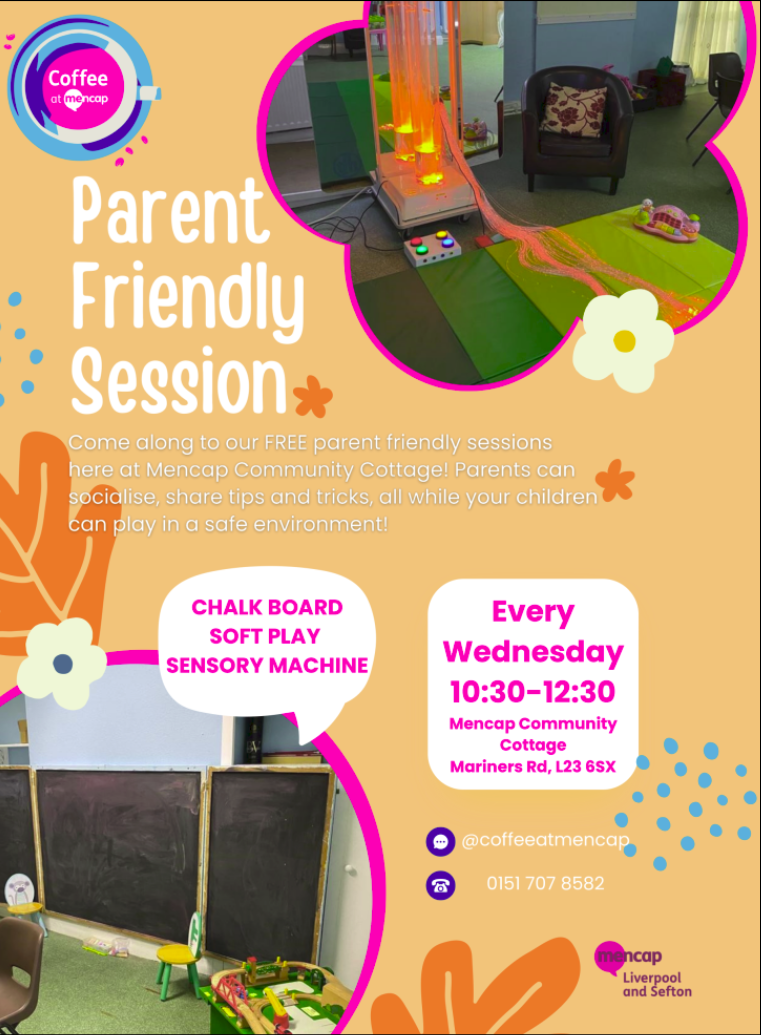 Coffee
at mencap
Parent
Friendly
Session
Come along to our FREE parent friendly sessions
here at Mencap Community Cottage! Parents can
socialise, share tips and tricks, all while your children
can play in a safe environment!
CHALK BOARD
SOFT PLAY
SENSORY MACHINE
Every
Wednesday
10:30-12:30
Mencap Community
Cottage
Mariners Rd, L23 6SX
@coffeeatmencap
0151 707 8582
mencap
Liverpool
and Sefton